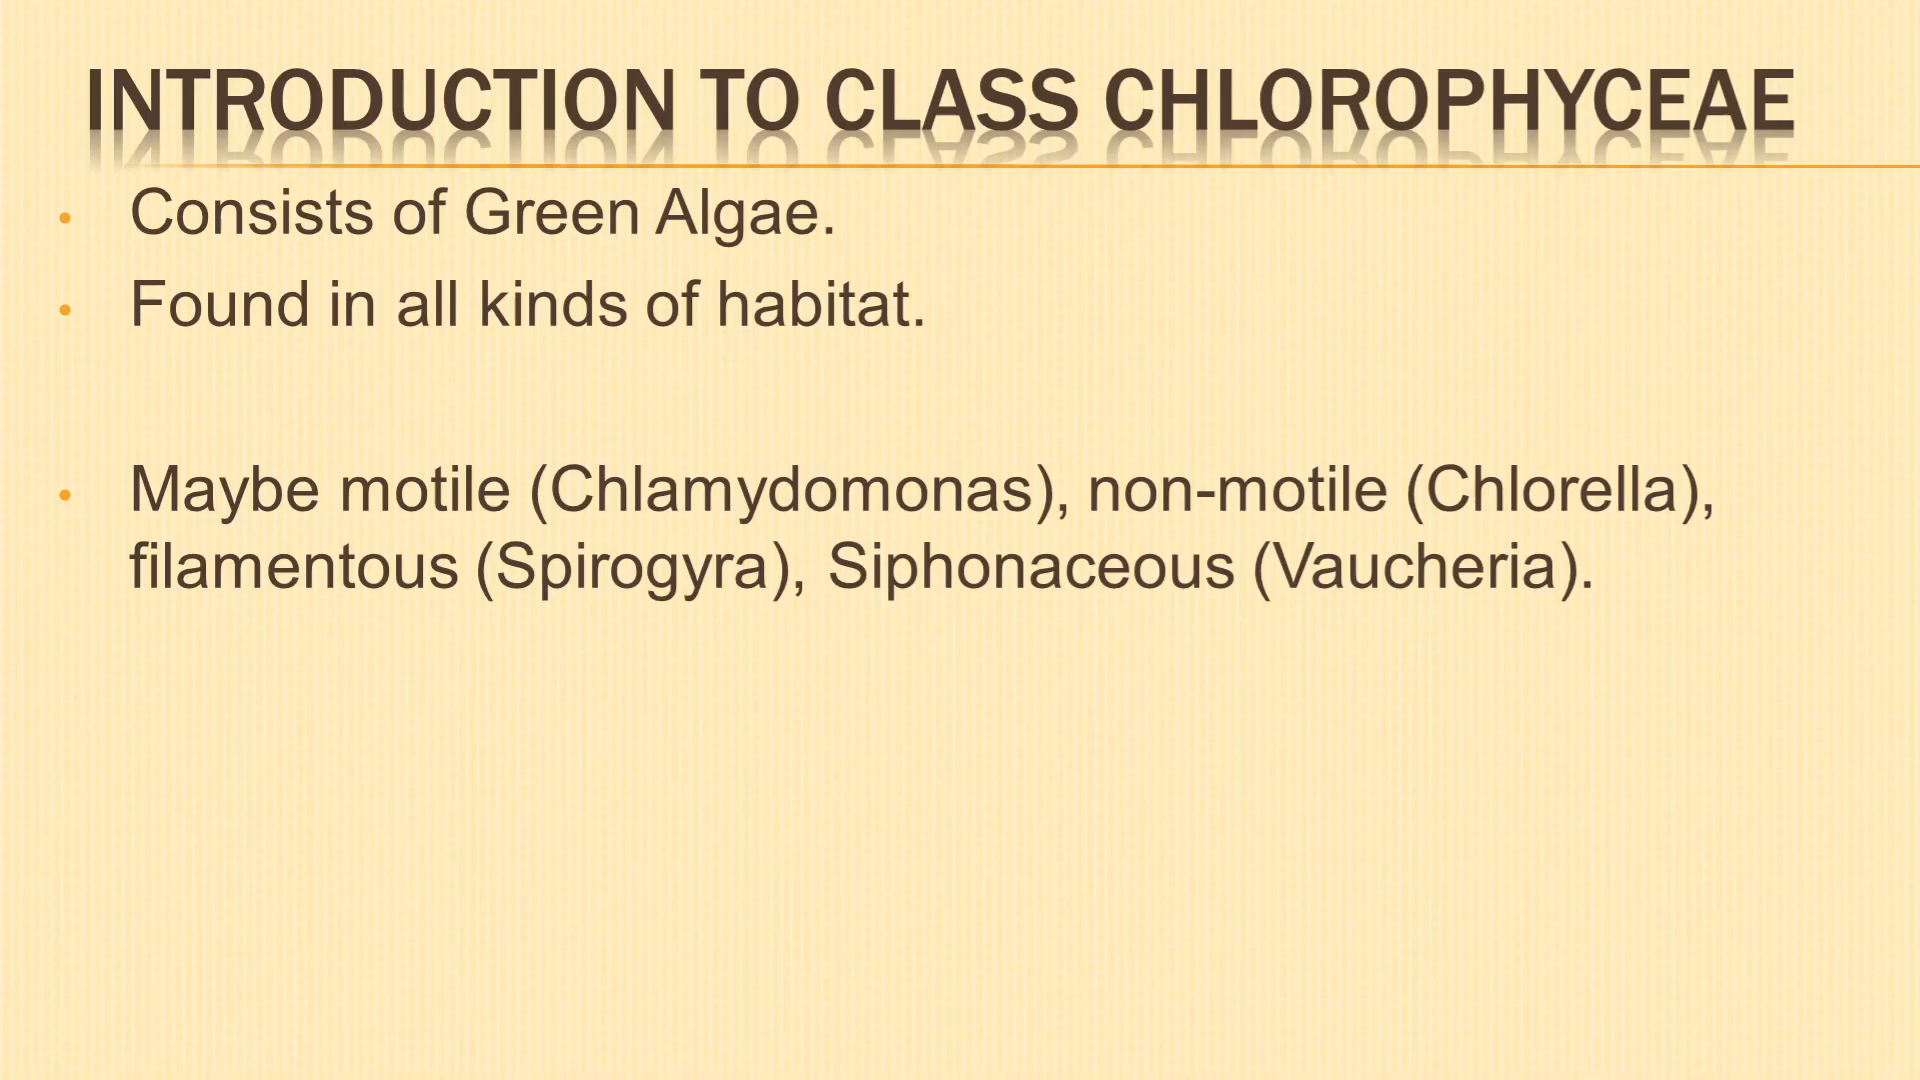 INTRODUCTION TO CLASS CHLOROPHYCEAE
• Consists of Green Algae.
• Found in all kinds of habitat.
• Maybe motile (Chlamydomonas), non-motile (Chlorella),
filamentous (Spirogyra), Siphonaceous (Vaucheria).